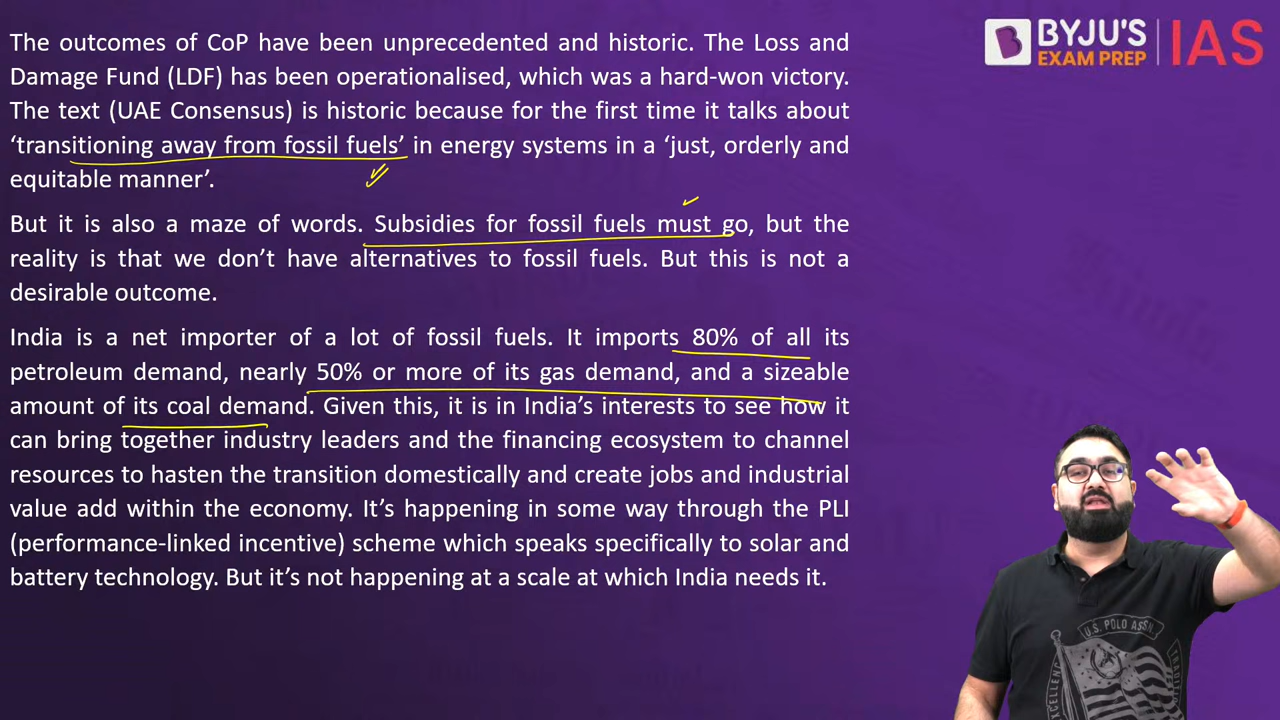 The outcomes of CoP have been unprecedented and historic. The Loss and
Damage Fund (LDF) has been operationalised, which was a hard-won victory.
The text (UAE Consensus) is historic because for the first time it talks about
‘transitioning away from fossil fuels’ in energy systems in a ‘just, orderly and
equitable manner’.
But it is also a maze of words. Subsidies for fossil fuels must go, but the
reality is that we don’t have alternatives to fossil fuels. But this is not a
desirable outcome.
India is a net importer of a lot of fossil fuels. It imports 80% of all its
petroleum demand, nearly 50% or more of its gas demand, and a sizeable
amount of its coal demand. Given this, it is in India’s interests to see how it
can bring together industry leaders and the financing ecosystem to channel
resources to hasten the transition domestically and create jobs and industrial
value add within the economy. It’s happening in some way through the PLI
(performance-linked incentive) scheme which speaks specifically to solar and
battery technology. But it’s not happening at a scale at which India needs it.
BYJU'S
EXAM PREP
IAS
U.S. POLO ASSN.
EXCELLENCE